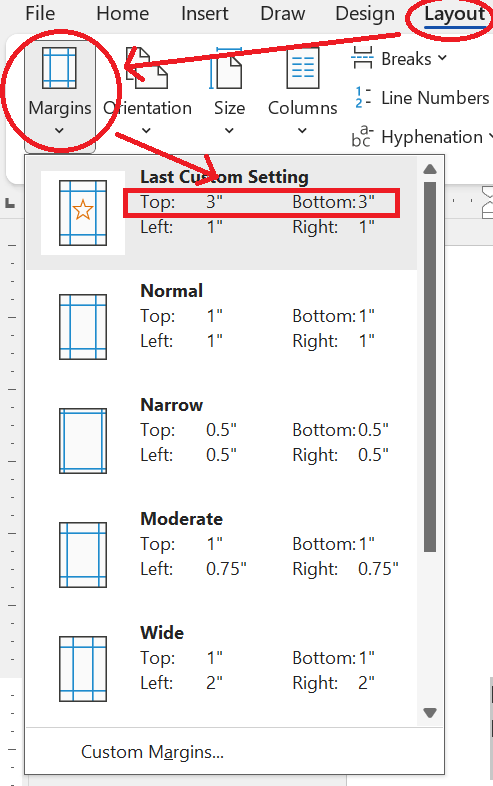 File Home Insert Draw Design Layout
Breaks
Margins Orientation Size Columns
Line Numbers
Hyphenation
Last Custom Setting
Top: 3" Bottom: 3"
Left: 1" Right: 1"
Normal
Top: 1" Bottom: 1"
Left: 1" Right: 1"
Narrow
Top: 0.5" Bottom: 0.5"
Left: 0.5" Right: 0.5"
Moderate
Top: 1" Bottom: 1"
Left: 0.75" Right: 0.75"
Wide
Top: 1" Bottom: 1"
Left: 2" Right: 2"
Custom Margins...